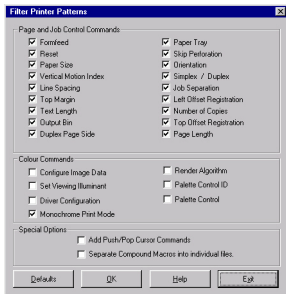 Filter Printer Patterns
Page and Job Control Commands
Formfeed
Paper Tray
Reset
Skip Perforation
Paper Size
Orientation
Vertical Motion Index
Simplex / Duplex
Line Spacing
Job Separation
Top Margin
Left Offset Registration
Text Length
Number of Copies
Output Bin
Top Offset Registration
Duplex Page Side
Page Length
Colour Commands
Configure Image Data
Render Algorithm
Set Viewing Illuminant
Palette Control ID
Driver Configuration
Palette Control
Monochrome Print Mode
Special Options
Add Push/Pop Cursor Commands
Separate Compound Macros into individual files.
Defaults
OK
Help
Exit